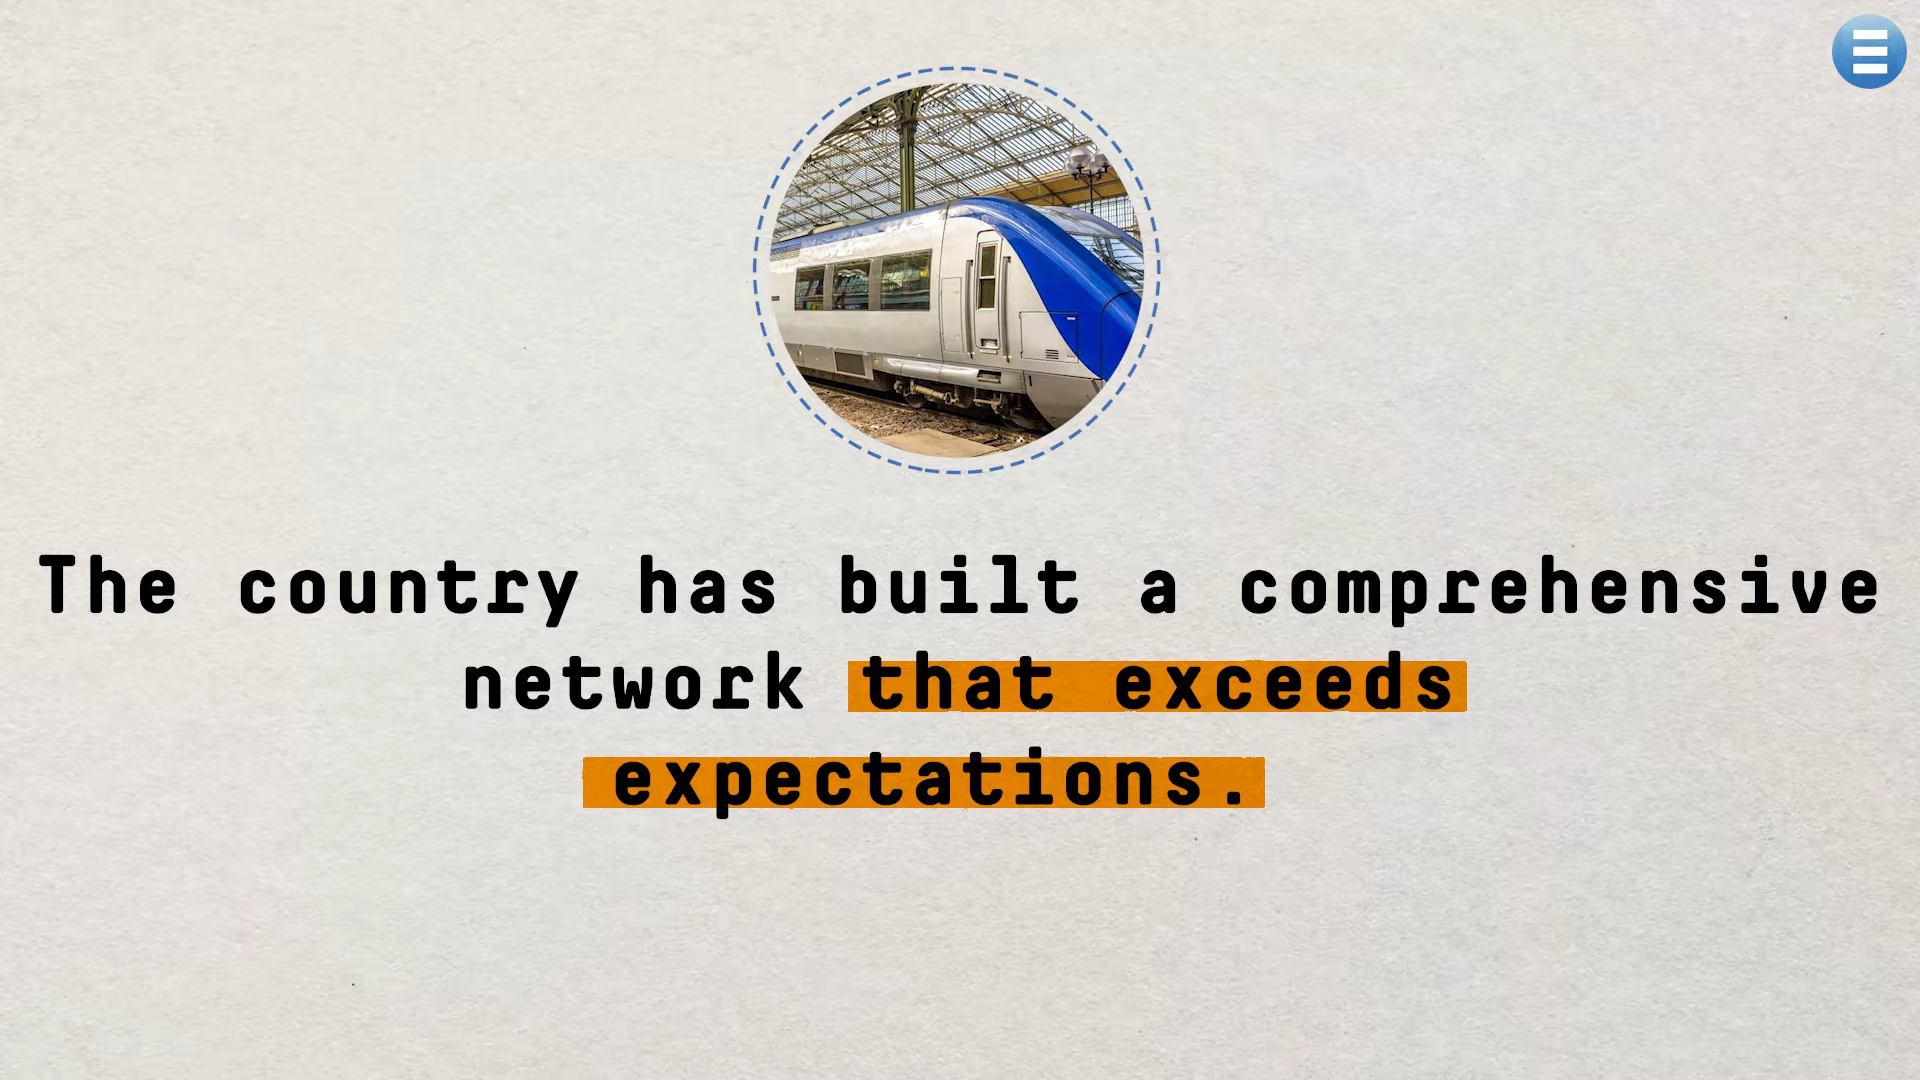 The country has built a comprehensive
network that exceeds
expectations.